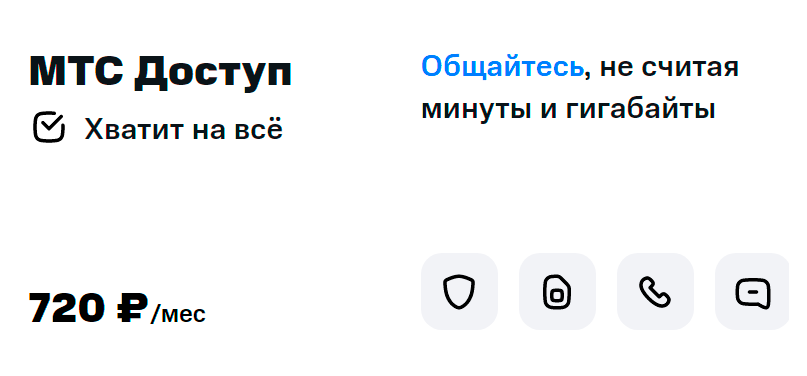 МТС Доступ
Хватит на всё
Общайтесь, не считая
минуты и гигабайты
720 ₽/мес